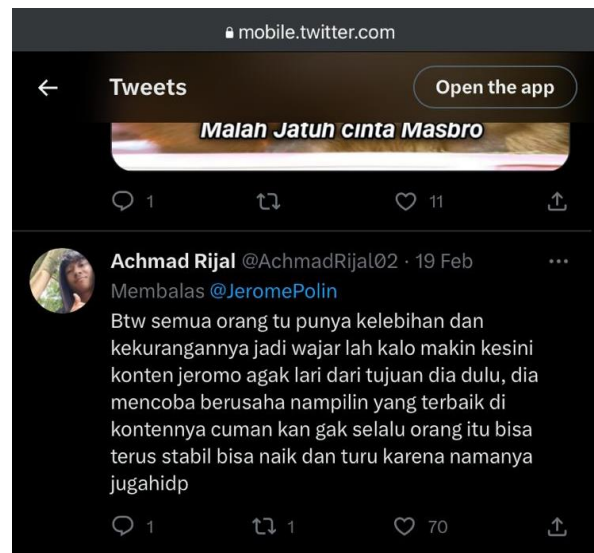 mobile.twitter.com
Tweets
Open the app
Malah Jatuh cinta Masbro
1
11
Achmad Rijal @AchmadRijal02 · 19 Feb
Membalas @JeromePolin
Btw semua orang tu punya kelebihan dan
kekurangannya jadi wajar lah kalo makin kesini
konten jeromo agak lari dari tujuan dia dulu, dia
mencoba berusaha nampilin yang terbaik di
kontennya cuman kan gak selalu orang itu bisa
terus stabil bisa naik dan turu karena namanya
jugahidp
1
1
70